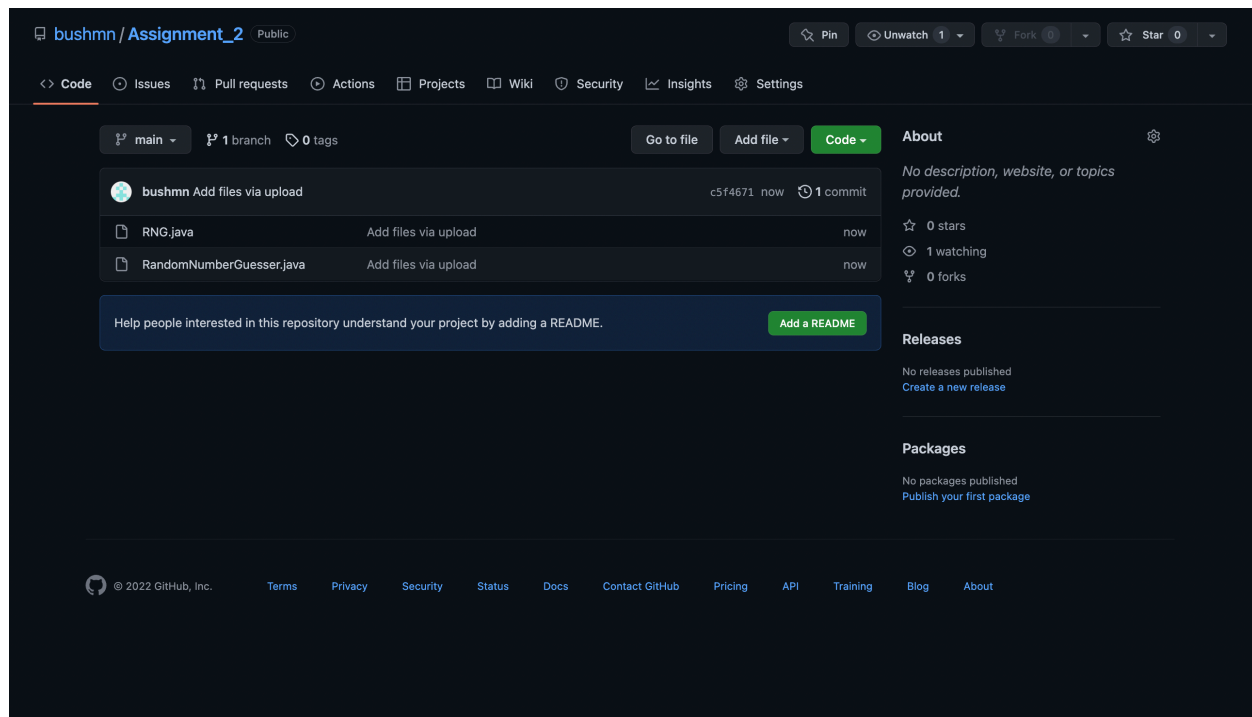 bushmn / Assignment_2 Public Pin Unwatch 1 Fork 0 Star 0
<> Code Issues Pull requests Actions Projects Wiki Security Insights Settings
main 1 branch 0 tags Go to file Add file Code
bushmn Add files via upload c5f4671 now 1 commit
RNG.java Add files via upload now
RandomNumberGuesser.java Add files via upload now
Help people interested in this repository understand your project by adding a README. Add a README
About
No description, website, or topics
provided.
0 stars
1 watching
0 forks
Releases
No releases published
Create a new release
Packages
No packages published
Publish your first package
© 2022 GitHub, Inc. Terms Privacy Security Status Docs Contact GitHub Pricing API Training Blog About